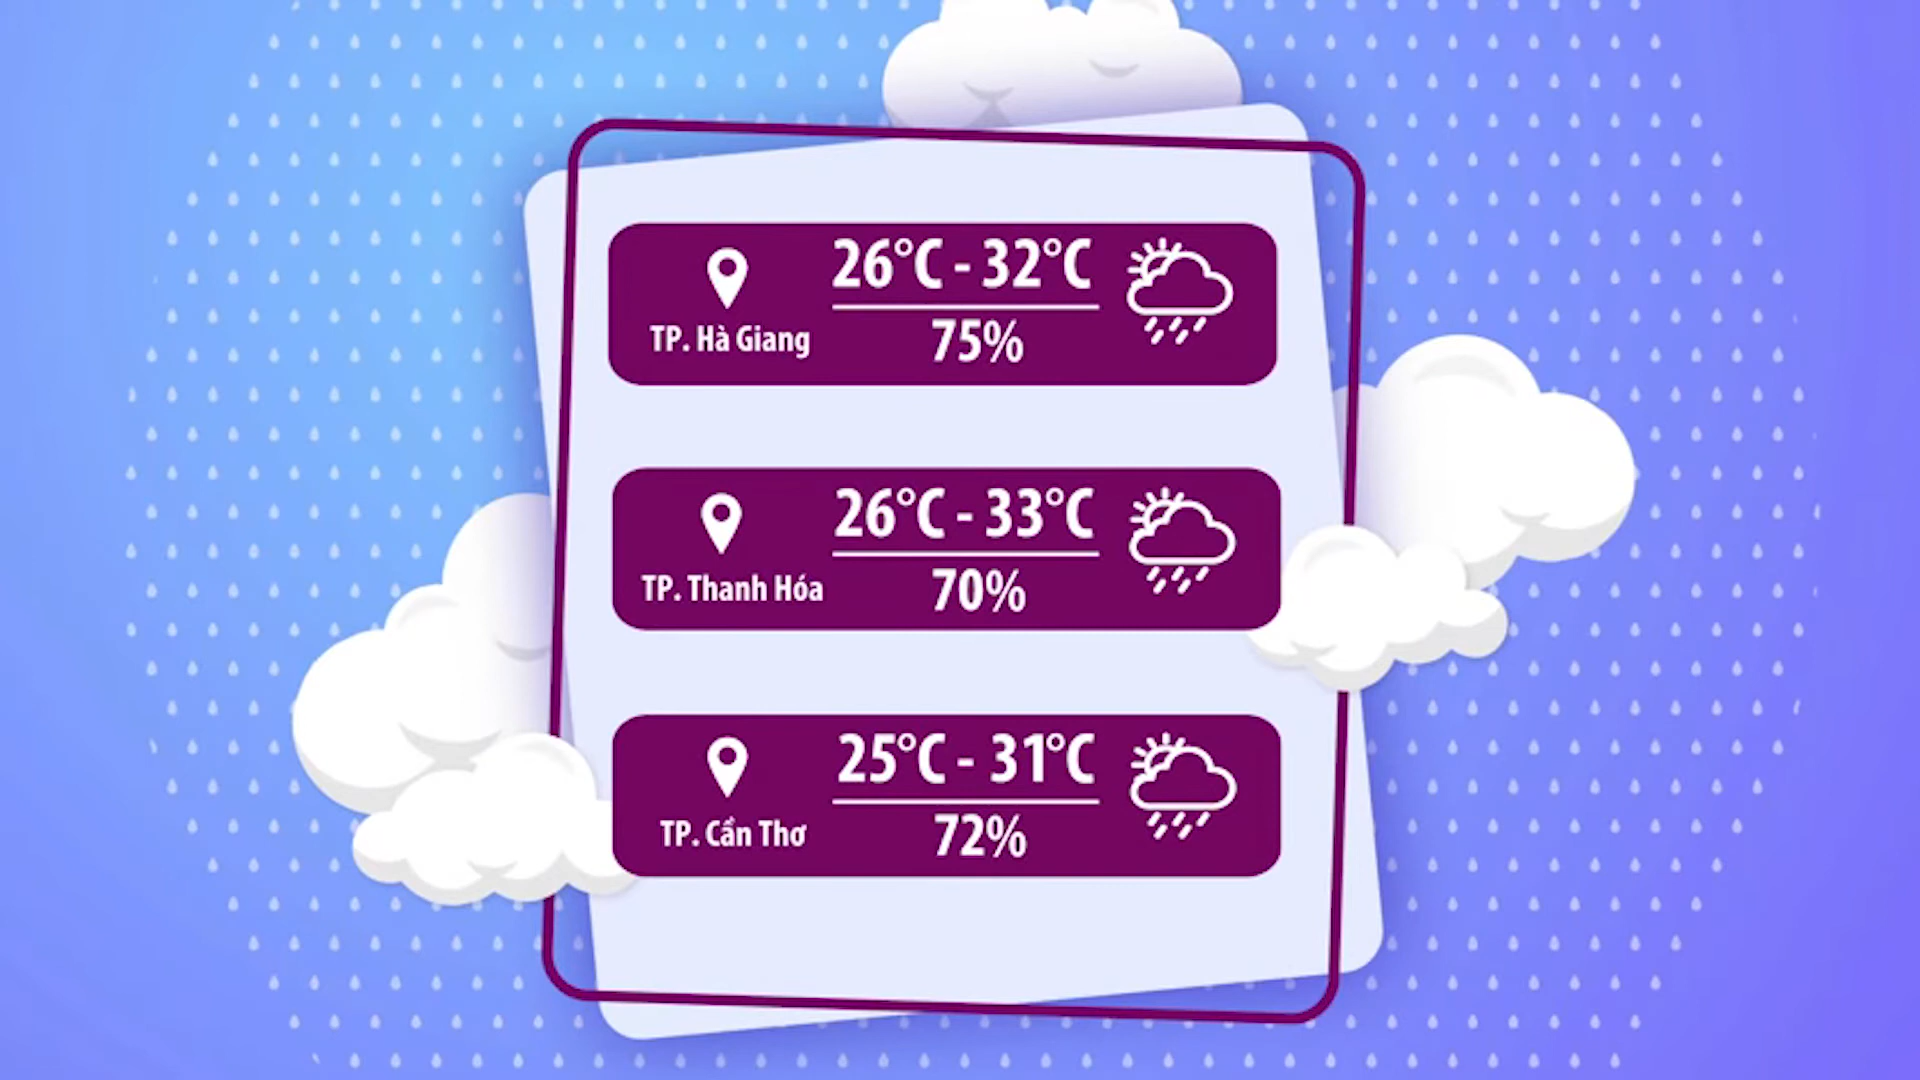 26°C - 32°C
TP. Hà Giang
75%
26°C - 33°C
TP. Thanh Hóa
70%
25°C - 31°C
TP. Cần Thơ
72%